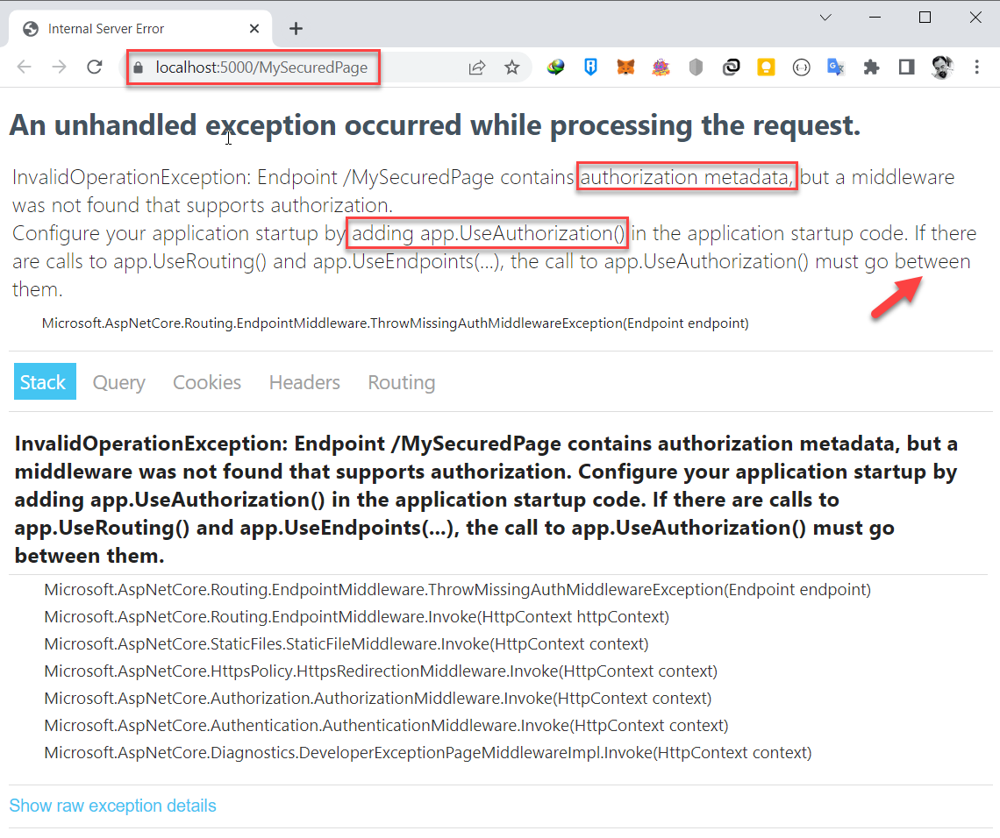 Internal Server Error
localhost:5000/MySecuredPage
An unhandled exception occurred while processing the request.
InvalidOperationException: Endpoint /MySecuredPage contains authorization metadata, but a middleware
was not found that supports authorization.
Configure your application startup by adding app.UseAuthorization() in the application startup code. If there
are calls to app.UseRouting() and app.UseEndpoints(...), the call to app.UseAuthorization() must go between
them.
Microsoft.AspNetCore.Routing.EndpointMiddleware.ThrowMissingAuthMiddlewareException(Endpoint endpoint)
Stack Query Cookies Headers Routing
InvalidOperationException: Endpoint /MySecuredPage contains authorization metadata, but a
middleware was not found that supports authorization. Configure your application startup by
adding app.UseAuthorization() in the application startup code. If there are calls to
app.UseRouting() and app.UseEndpoints(...), the call to app.UseAuthorization() must go
between them.
Microsoft.AspNetCore.Routing.EndpointMiddleware.ThrowMissingAuthMiddlewareException(Endpoint endpoint)
Microsoft.AspNetCore.Routing.EndpointMiddleware.Invoke(HttpContext httpContext)
Microsoft.AspNetCore.StaticFiles.StaticFileMiddleware.Invoke(HttpContext context)
Microsoft.AspNetCore.HttpsPolicy.HttpsRedirectionMiddleware.Invoke(HttpContext context)
Microsoft.AspNetCore.Authorization.AuthorizationMiddleware.Invoke(HttpContext context)
Microsoft.AspNetCore.Authentication.AuthenticationMiddleware.Invoke(HttpContext context)
Microsoft.AspNetCore.Diagnostics.DeveloperExceptionPageMiddlewareImpl.Invoke(HttpContext context)
Show raw exception details